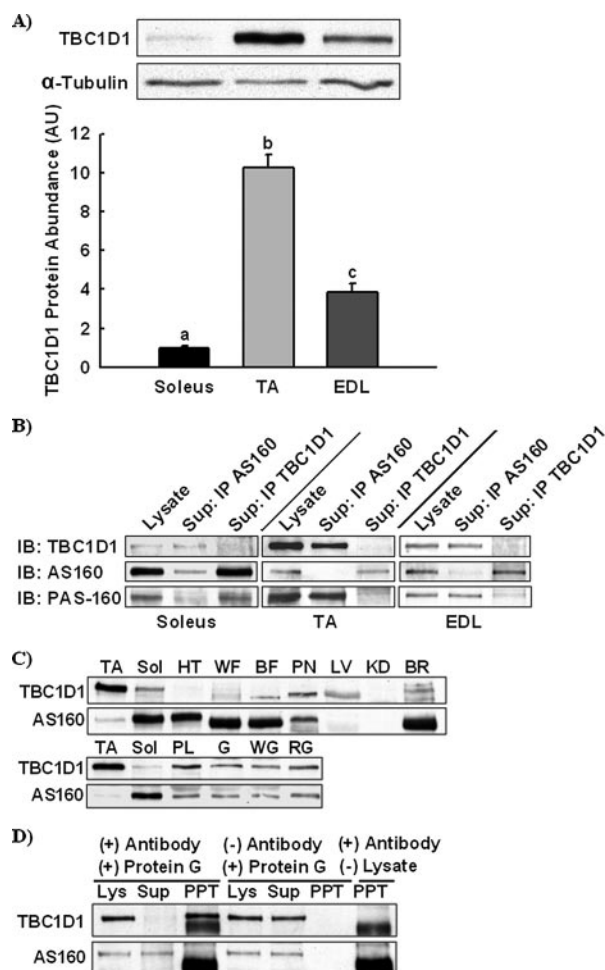 A)
TBC1D1
α-Tubulin
TBC1D1 Protein Abundance (AU)
12
10
8
6
4
2
0
a
b
c
Soleus TA EDL
B)
Lysate Sup: IP AS160 Sup: IP TBC1D1 Lysate Sup: IP AS160 Sup: IP TBC1D1 Lysate Sup: IP AS160 Sup: IP TBC1D1
IB: TBC1D1
IB: AS160
IB: PAS-160
Soleus TA EDL
C)
TA Sol HT WF BF PN LV KD BR
TBC1D1
AS160
TA Sol PL G WG RG
TBC1D1
AS160
D)
(+) Antibody (-) Antibody (+) Antibody
(+) Protein G (+) Protein G (-) Lysate
Lys Sup PPT Lys Sup PPT PPT
TBC1D1
AS160